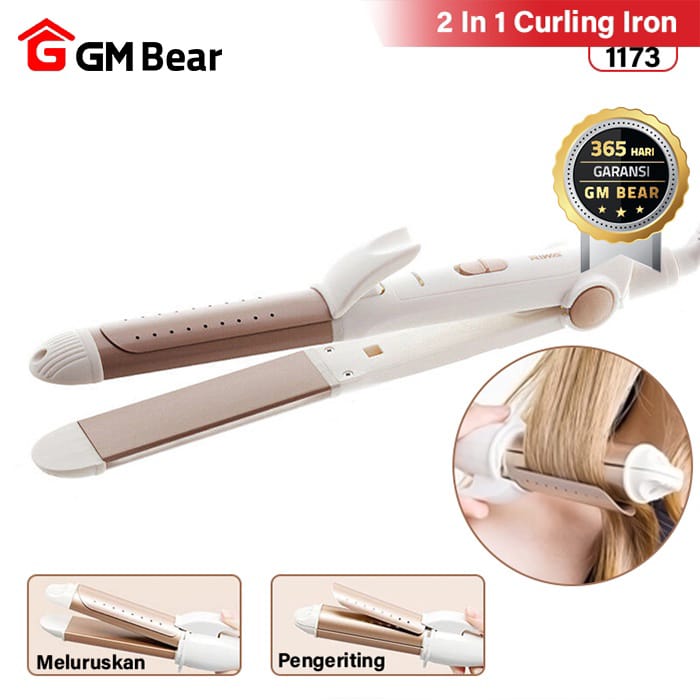 2 In 1 Curling Iron
1173
GM Bear
365 HARI
GARANSI
GM BEAR
Meluruskan
Pengeriting